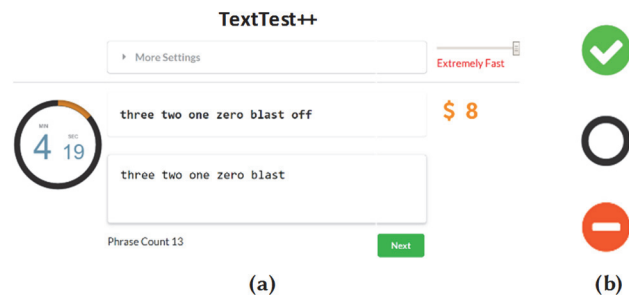 TextTest++
More Settings
Extremely Fast
three two one zero blast off
$ 8
MIN SEC
4 19
three two one zero blast
Phrase Count 13
Next
(a) (b)